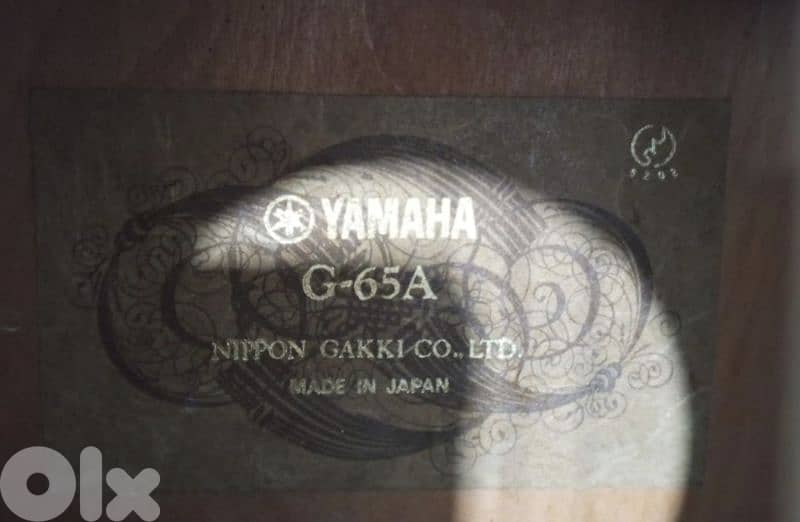 YAMAHA
G-65A
NIPPON GAKKI CO., LTD.
MADE IN JAPAN
Olx